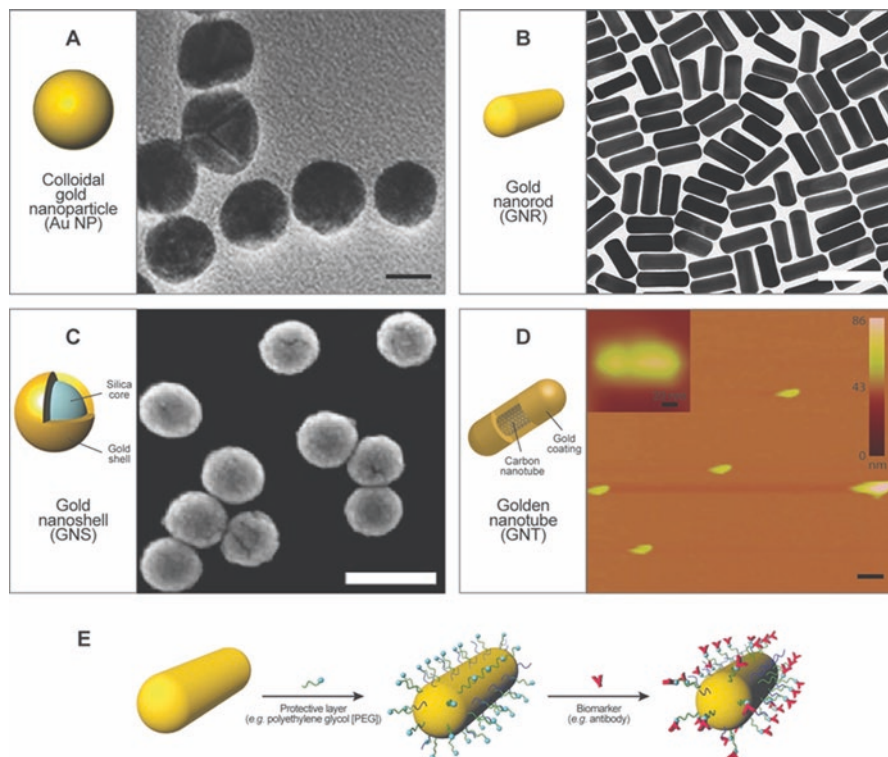 A
Colloidal
gold
nanoparticle
(Au NP)
B
Gold
nanorod
(GNR)
C
Silica
core
Gold
shell
Gold
nanoshell
(GNS)
D
Gold
coating
Carbon
nanotube
Golden
nanotube
(GNT)
86
43
0
nm
E
Protective layer
(e.g. polyethylene glycol [PEG])
Biomarker
(e.g. antibody)